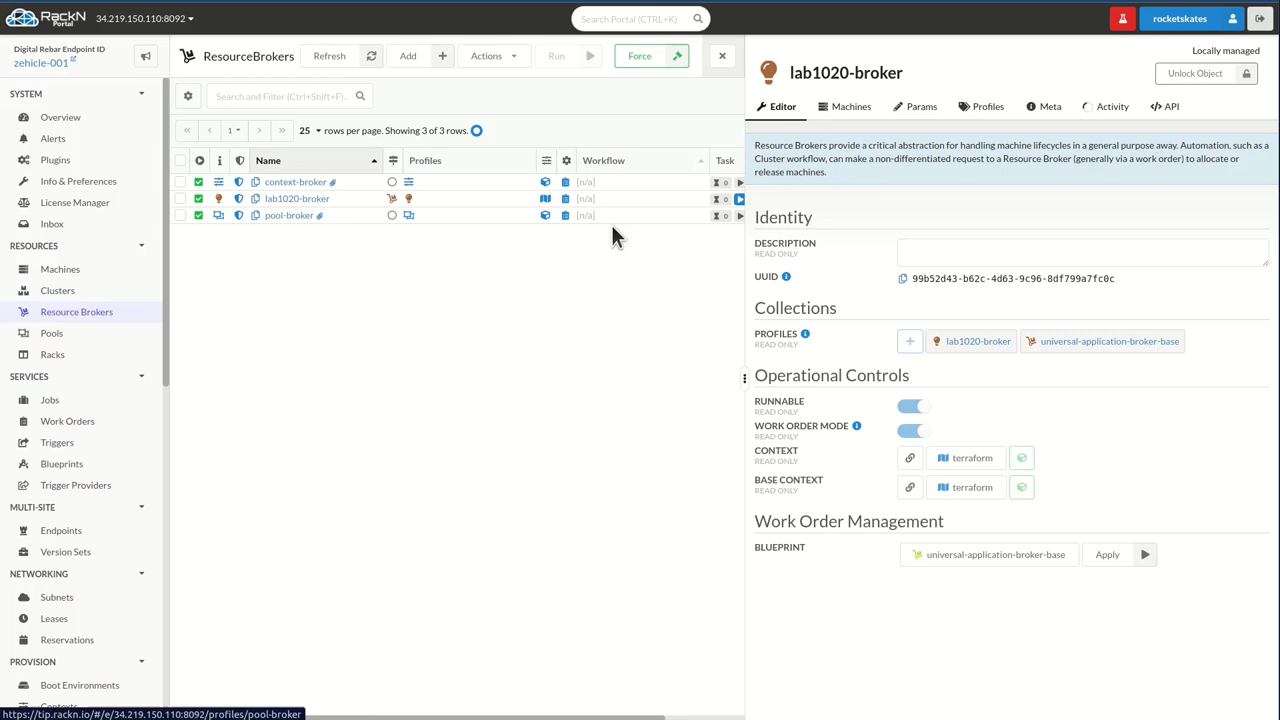 RackN Portal
34.219.150.110:8092
Search Portal (CTRL+K)
rocketskates
Digital Rebar Endpoint ID
zehicle-001
SYSTEM
Overview
Alerts
Plugins
Info & Preferences
License Manager
Inbox
RESOURCES
Machines
Clusters
Resource Brokers
Pools
Racks
SERVICES
Jobs
Work Orders
Triggers
Blueprints
Trigger Providers
MULTI-SITE
Endpoints
Version Sets
NETWORKING
Subnets
Leases
Reservations
PROVISION
Boot Environments
https://tip.rackn.io/#/e/34.219.150.110:8092/profiles/pool-broker
ResourceBrokers
Refresh
Add
Actions
Run
Force
Search and Filter (Ctrl+Shift+F)...
1
25 rows per page. Showing 3 of 3 rows.
Name Profiles Workflow Task
context-broker [n/a] 0
lab1020-broker [n/a] 0
pool-broker [n/a] 0
Locally managed
lab1020-broker
Unlock Object
Editor Machines Params Profiles Meta Activity API
Resource Brokers provide a critical abstraction for handling machine lifecycles in a general purpose away. Automation, such as a
Cluster workflow, can make a non-differentiated request to a Resource Broker (generally via a work order) to allocate or
release machines.
Identity
DESCRIPTION
READ ONLY
UUID 99b52d43-b62c-4d63-9c96-8df799a7fc0c
Collections
PROFILES
READ ONLY
lab1020-broker universal-application-broker-base
Operational Controls
RUNNABLE
READ ONLY
WORK ORDER MODE
READ ONLY
CONTEXT
READ ONLY
terraform
BASE CONTEXT
READ ONLY
terraform
Work Order Management
BLUEPRINT universal-application-broker-base Apply